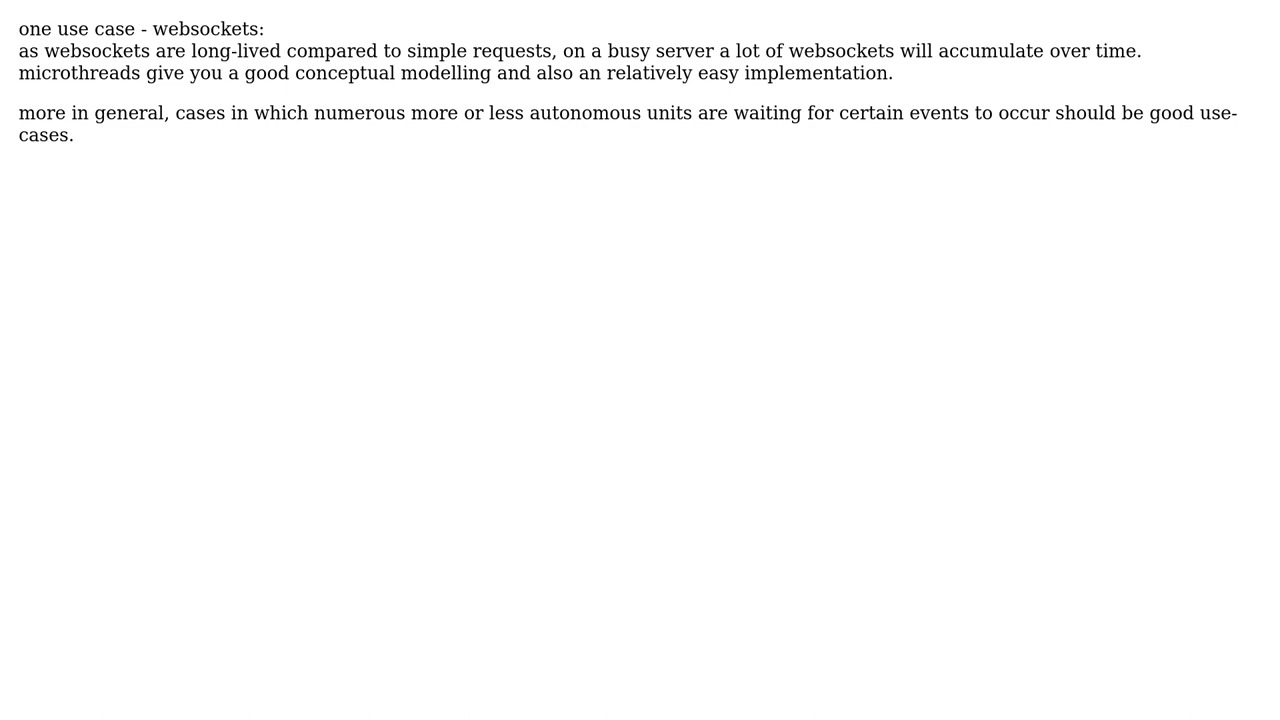 one use case - websockets:
as websockets are long-lived compared to simple requests, on a busy server a lot of websockets will accumulate over time.
microthreads give you a good conceptual modelling and also an relatively easy implementation.
more in general, cases in which numerous more or less autonomous units are waiting for certain events to occur should be good use-
cases.